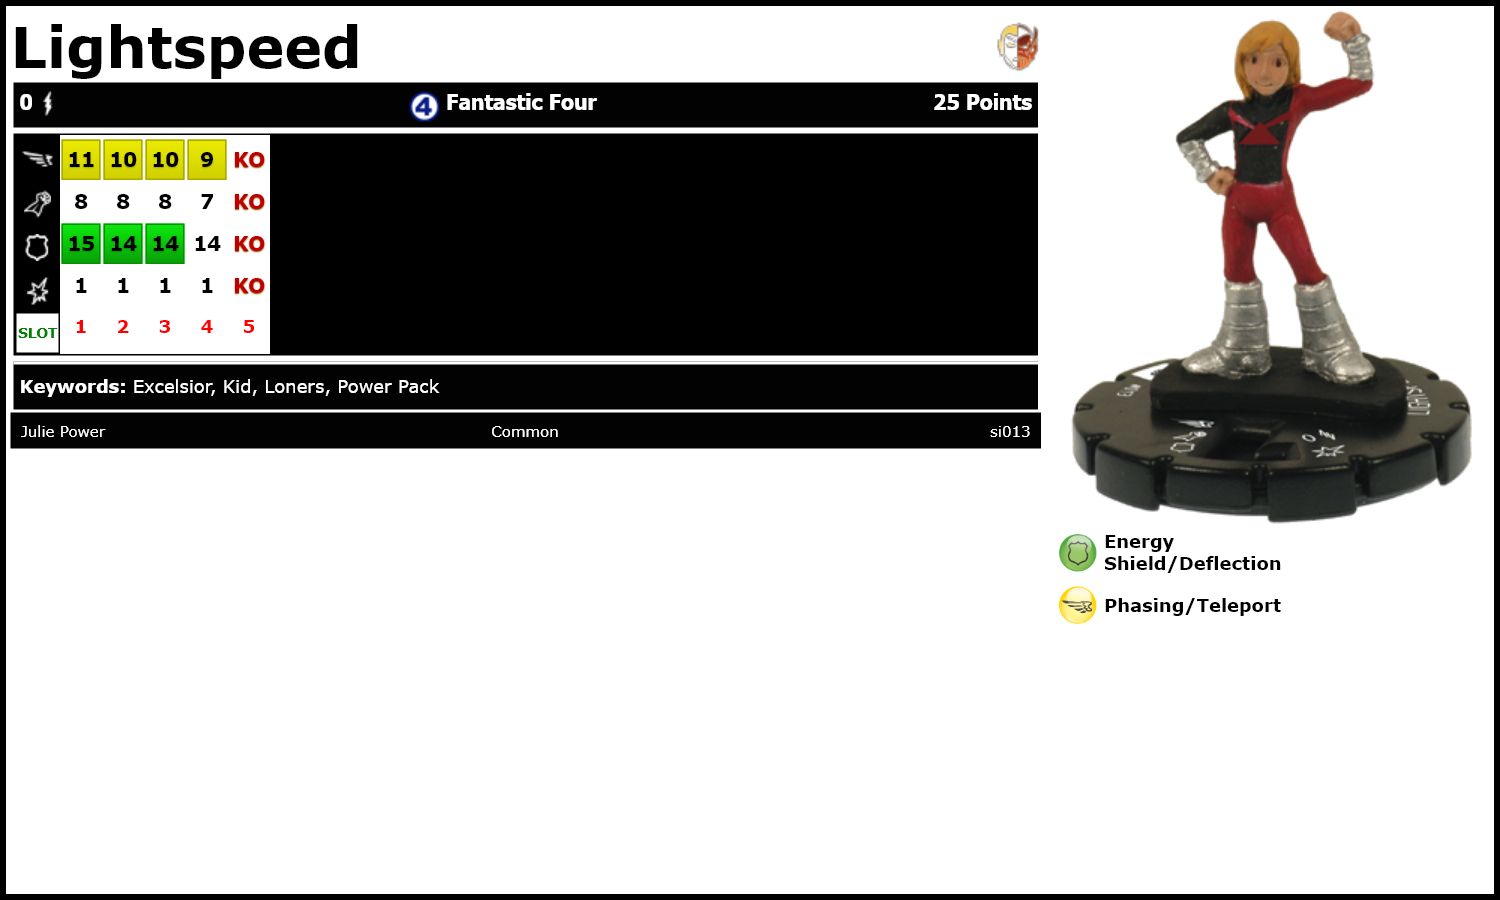 Lightspeed
0 4 Fantastic Four 25 Points
11 10 10 9 KO
8 8 8 7 KO
15 14 14 14 KO
1 1 1 1 KO
SLOT 1 2 3 4 5
Keywords: Excelsior, Kid, Loners, Power Pack
Julie Power Common si013
Energy
Shield/Deflection
Phasing/Teleport